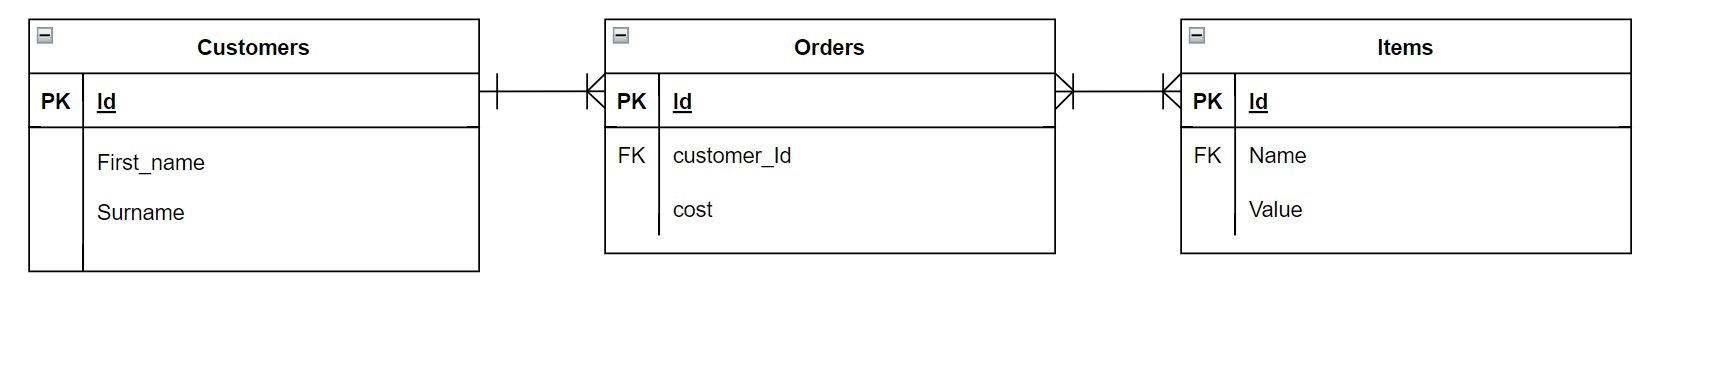 Customers
PK Id
First_name
Surname
Orders
PK Id
FK customer_Id
cost
Items
PK Id
FK Name
Value